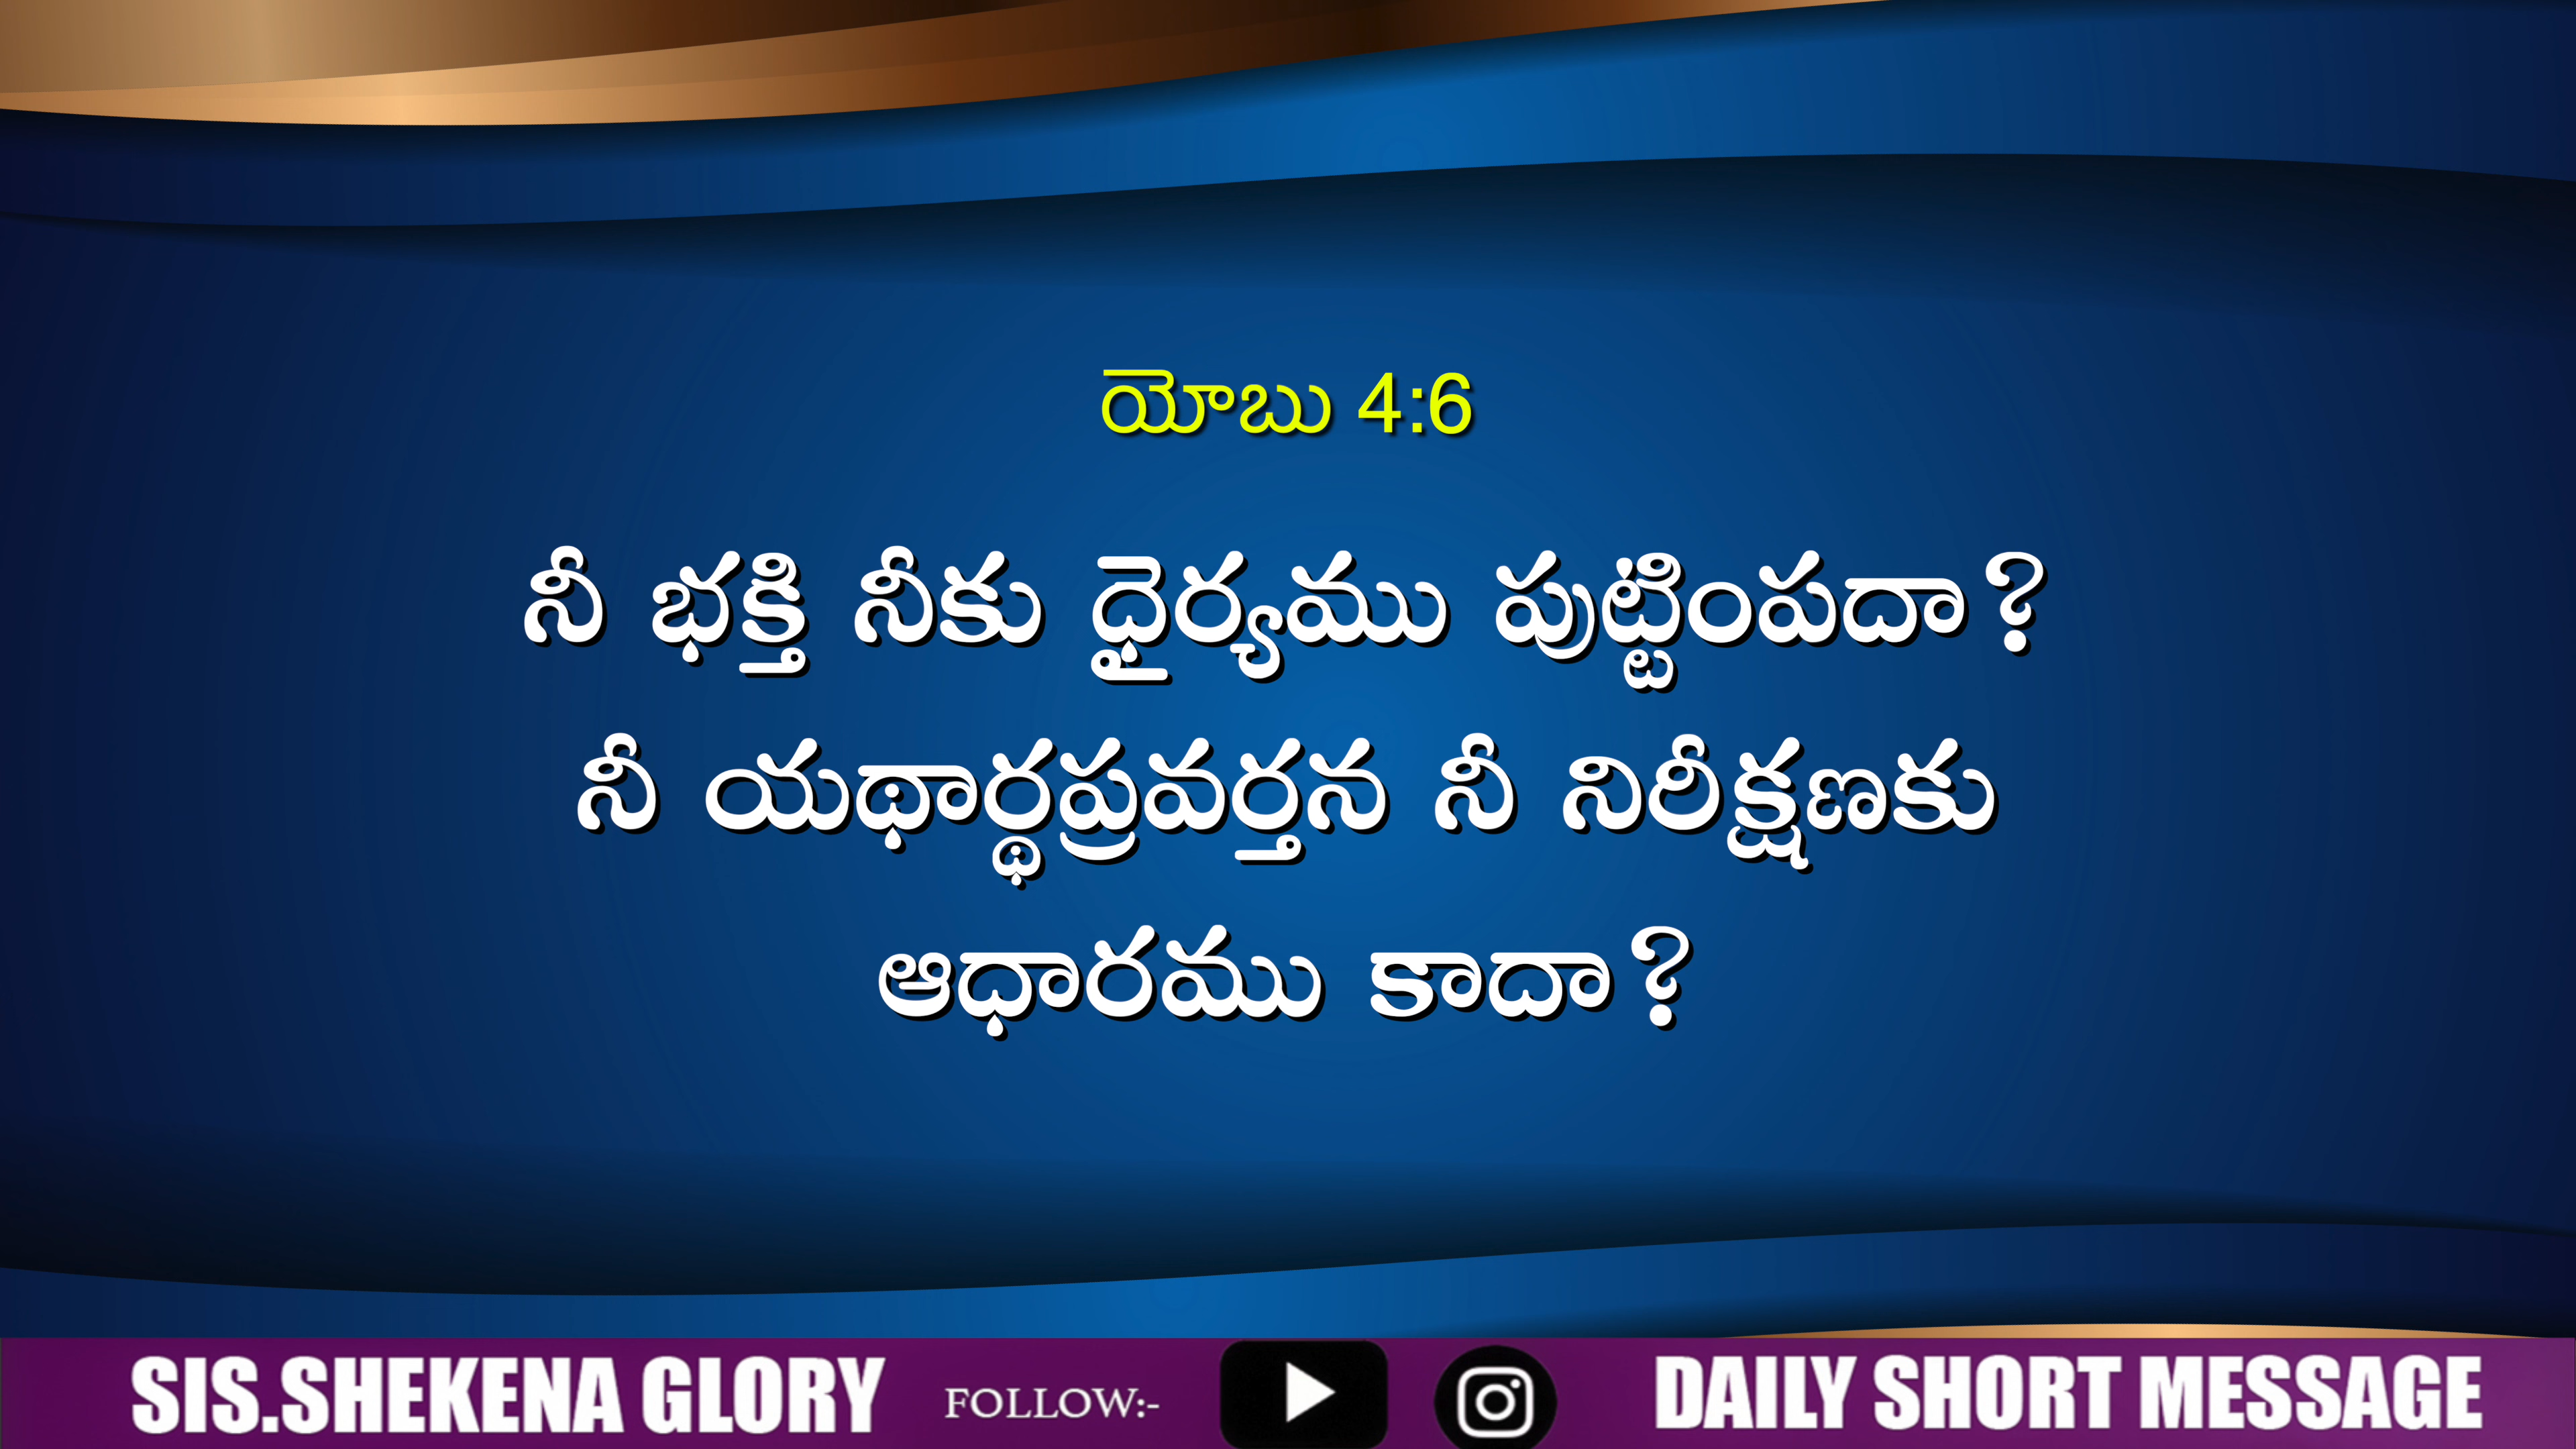 యోబు 4:6
నీ భక్తి నీకు ధైర్యము పుట్టింపదా?
నీ యథార్థప్రవర్తన నీ నిరీక్షణకు
ఆధారము కాదా?
SIS.SHEKENA GLORY FOLLOW:- DAILY SHORT MESSAGE